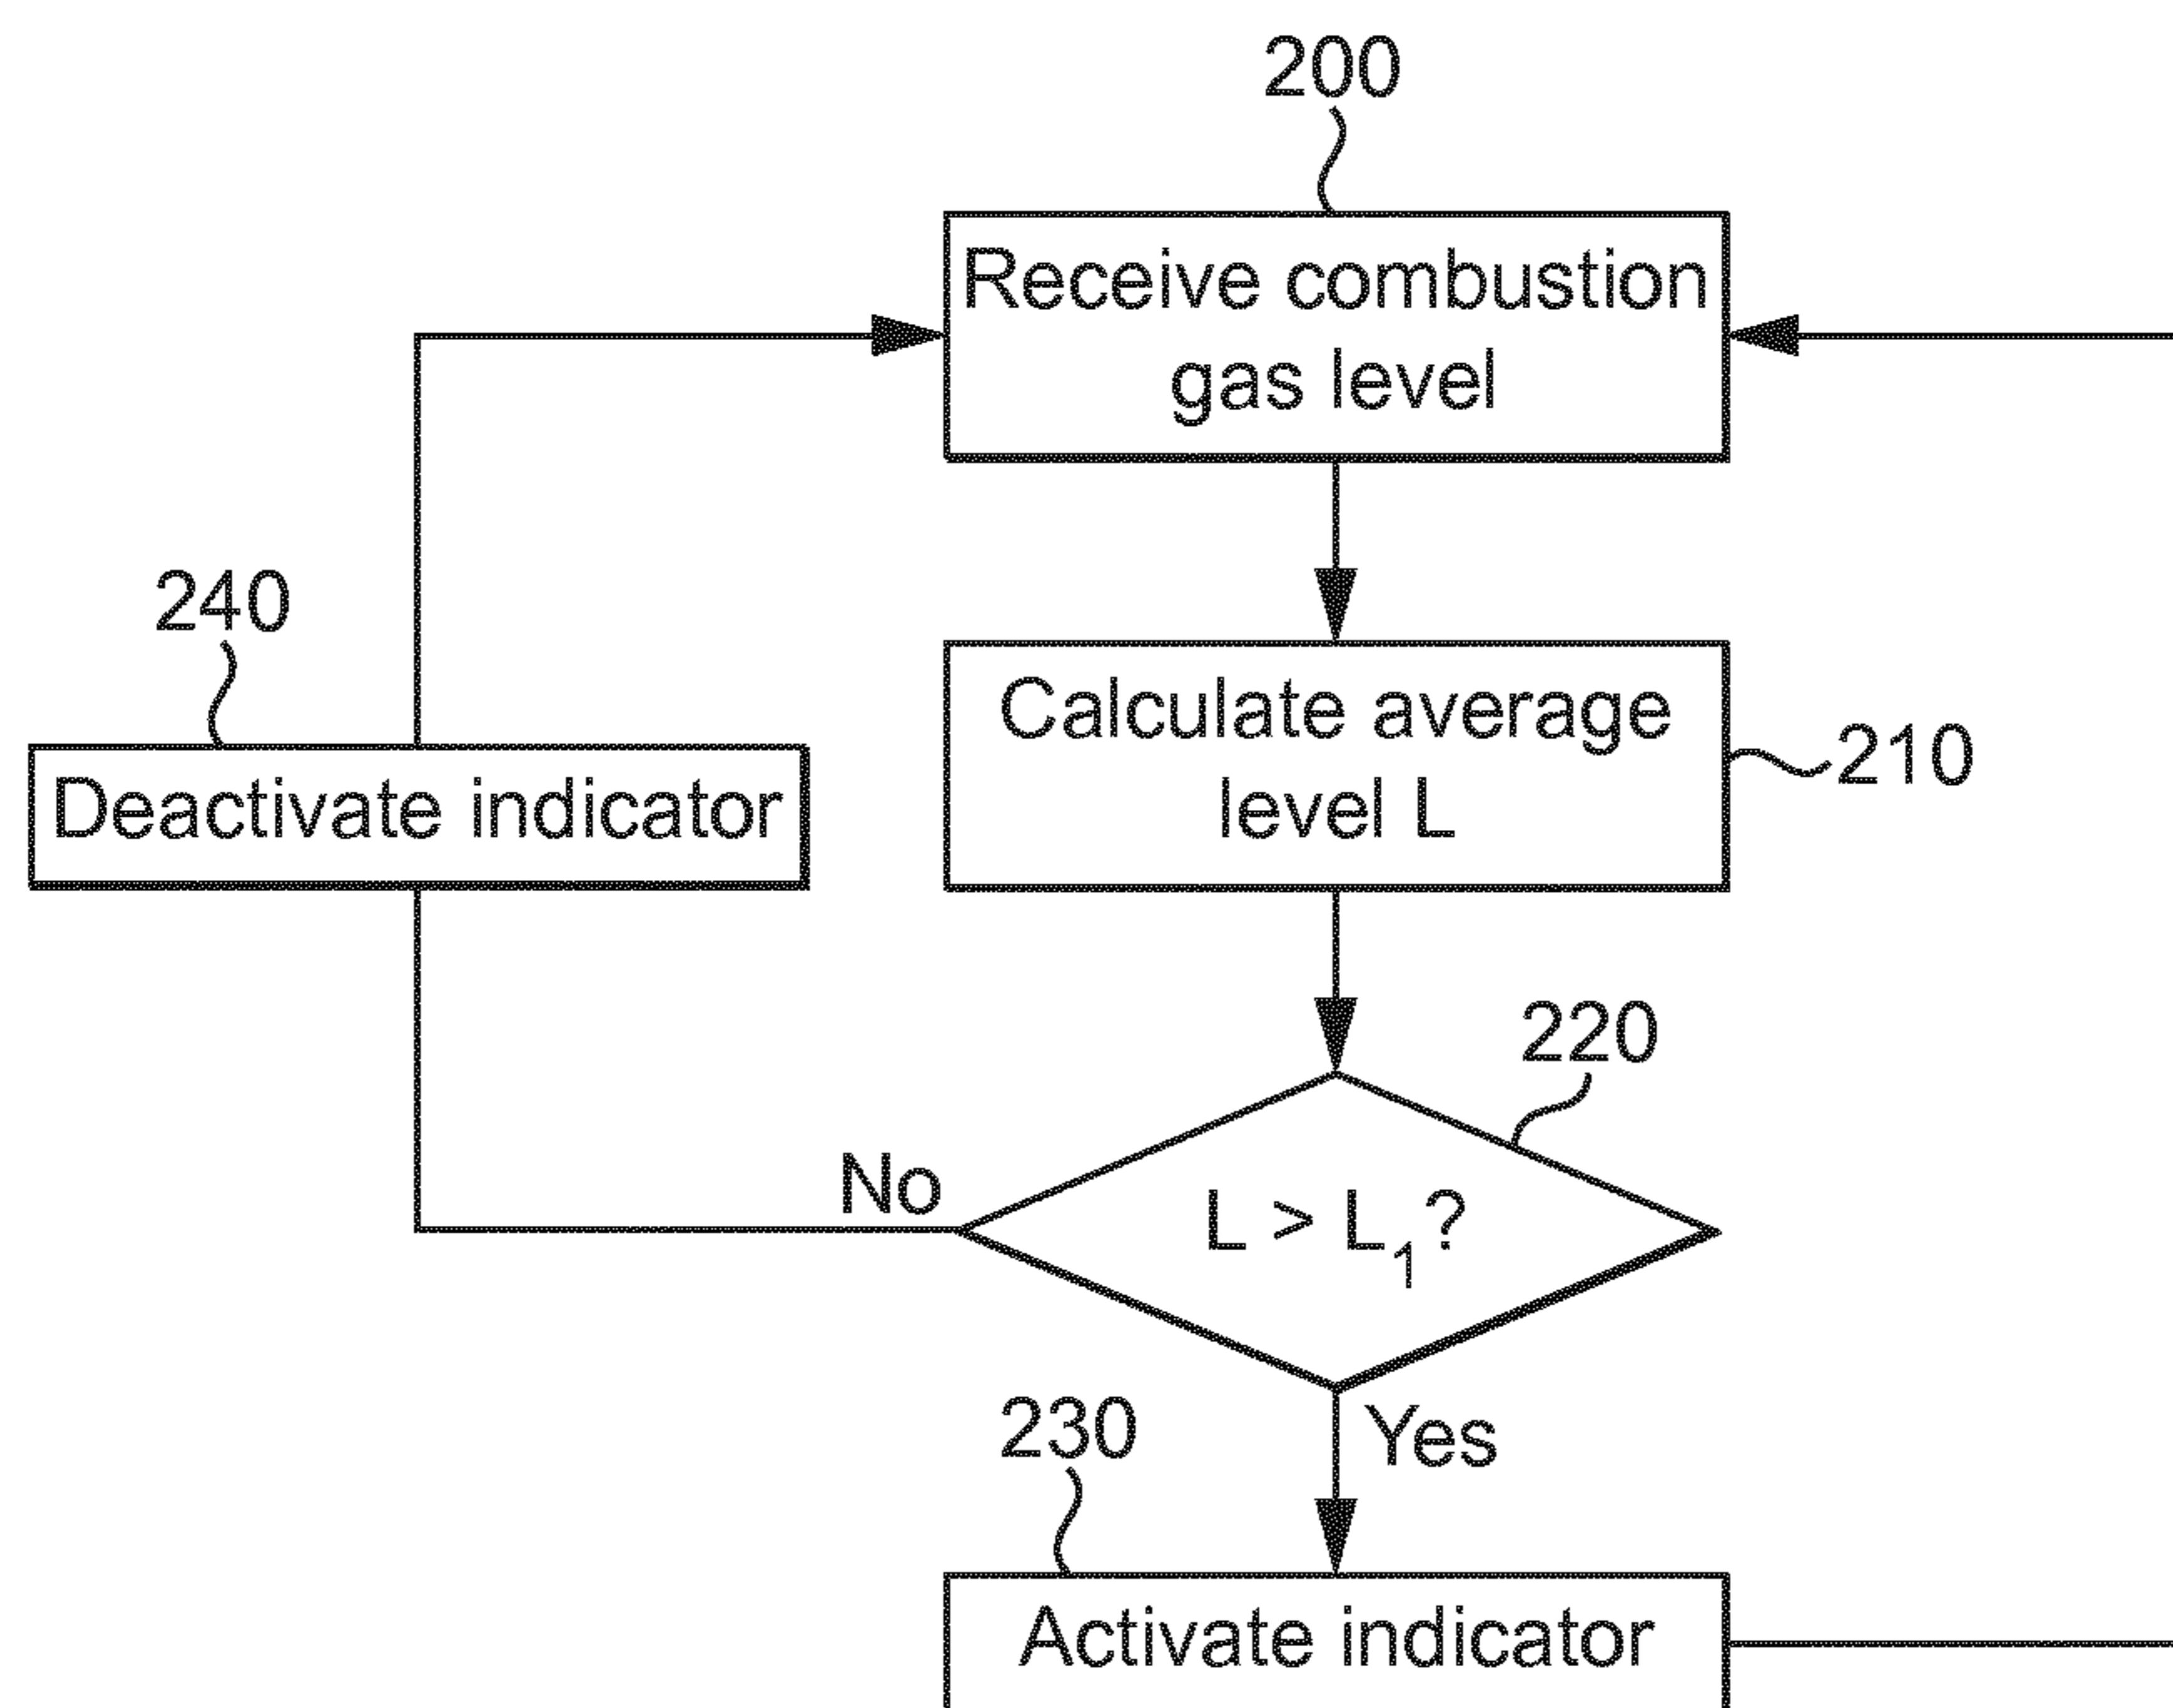 200
Receive combustion
gas level
240
Deactivate indicator
Calculate average
level L
210
220
No
L > L₁ ?
Yes
230
Activate indicator